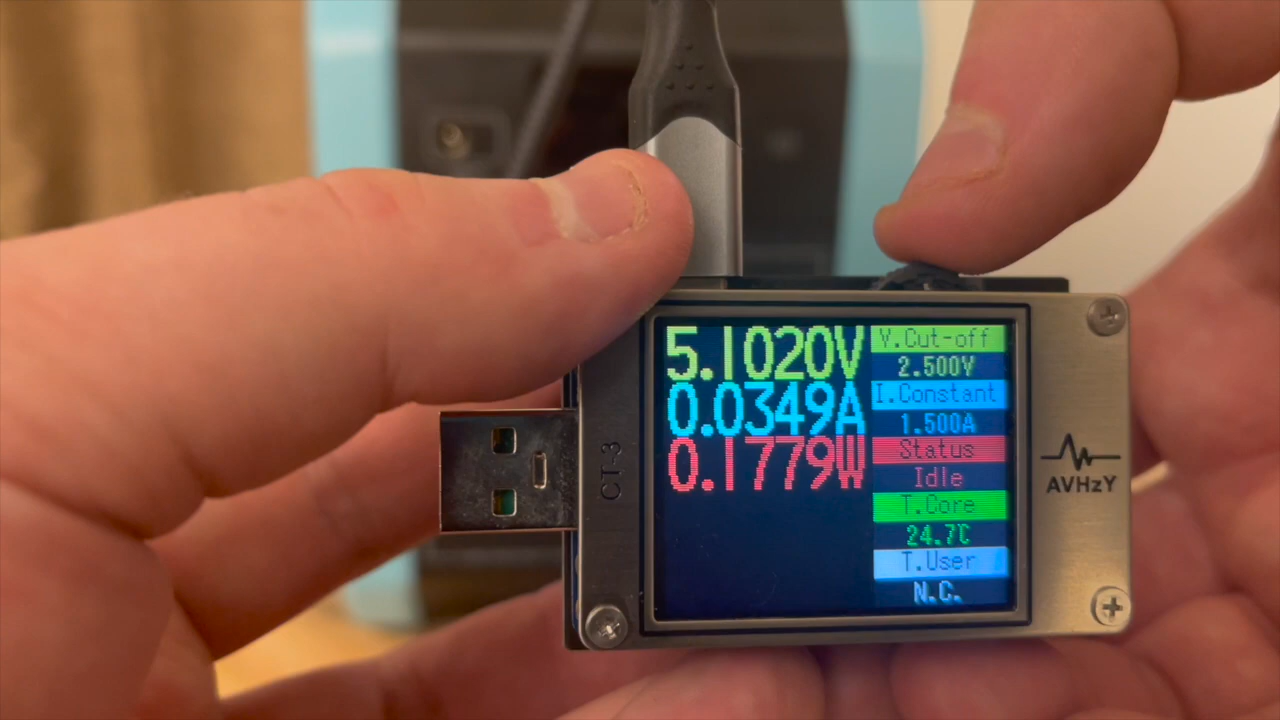 5.1020V
0.0349A
0.1779W
V.Cut-off
2.500V
I.Constant
1.500A
Status
Idle
T.Core
24.7℃
T.User
N.C.
CT-3
AVHzY